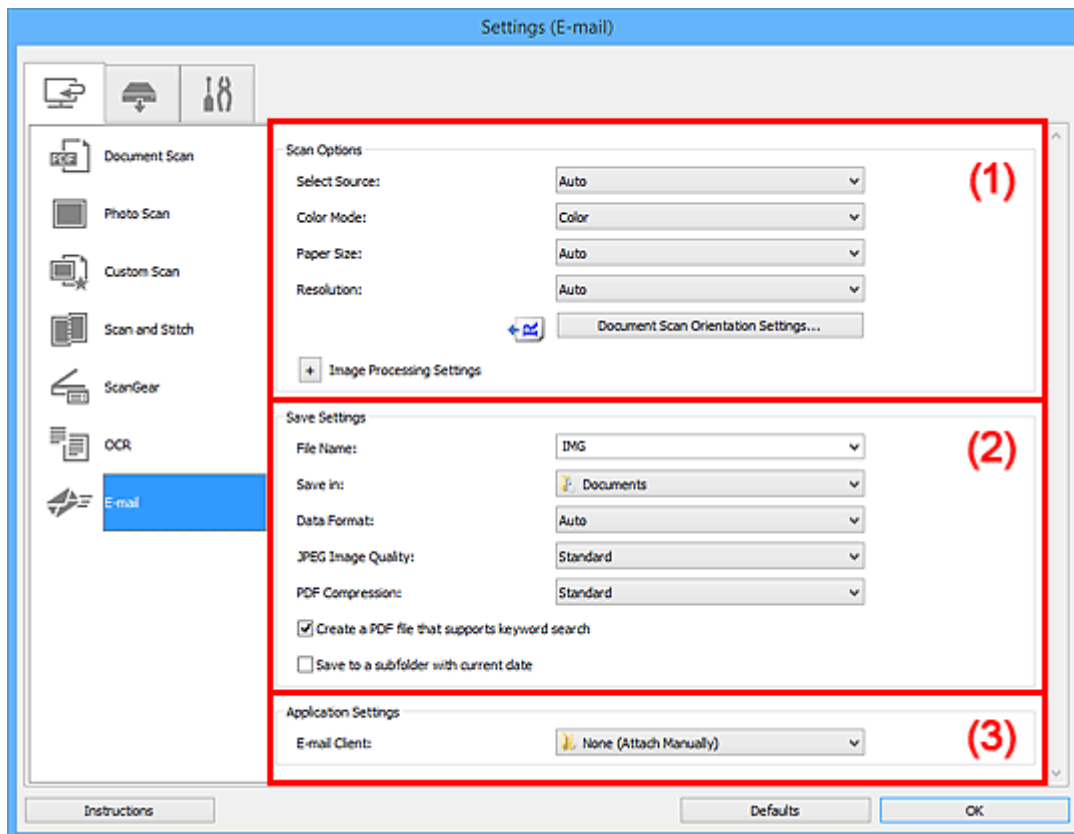 Settings (E-mail)
PDF
Document Scan
Photo Scan
Custom Scan
Scan and Stitch
ScanGear
OCR
E-mail
Scan Options
(1)
Select Source: Auto
Color Mode: Color
Paper Size: Auto
Resolution: Auto
R Document Scan Orientation Settings...
+ Image Processing Settings
Save Settings
(2)
File Name: IMG
Save in: Documents
Data Format: Auto
JPEG Image Quality: Standard
PDF Compression: Standard
Create a PDF file that supports keyword search
Save to a subfolder with current date
Application Settings
(3)
E-mail Client: None (Attach Manually)
Instructions Defaults OK